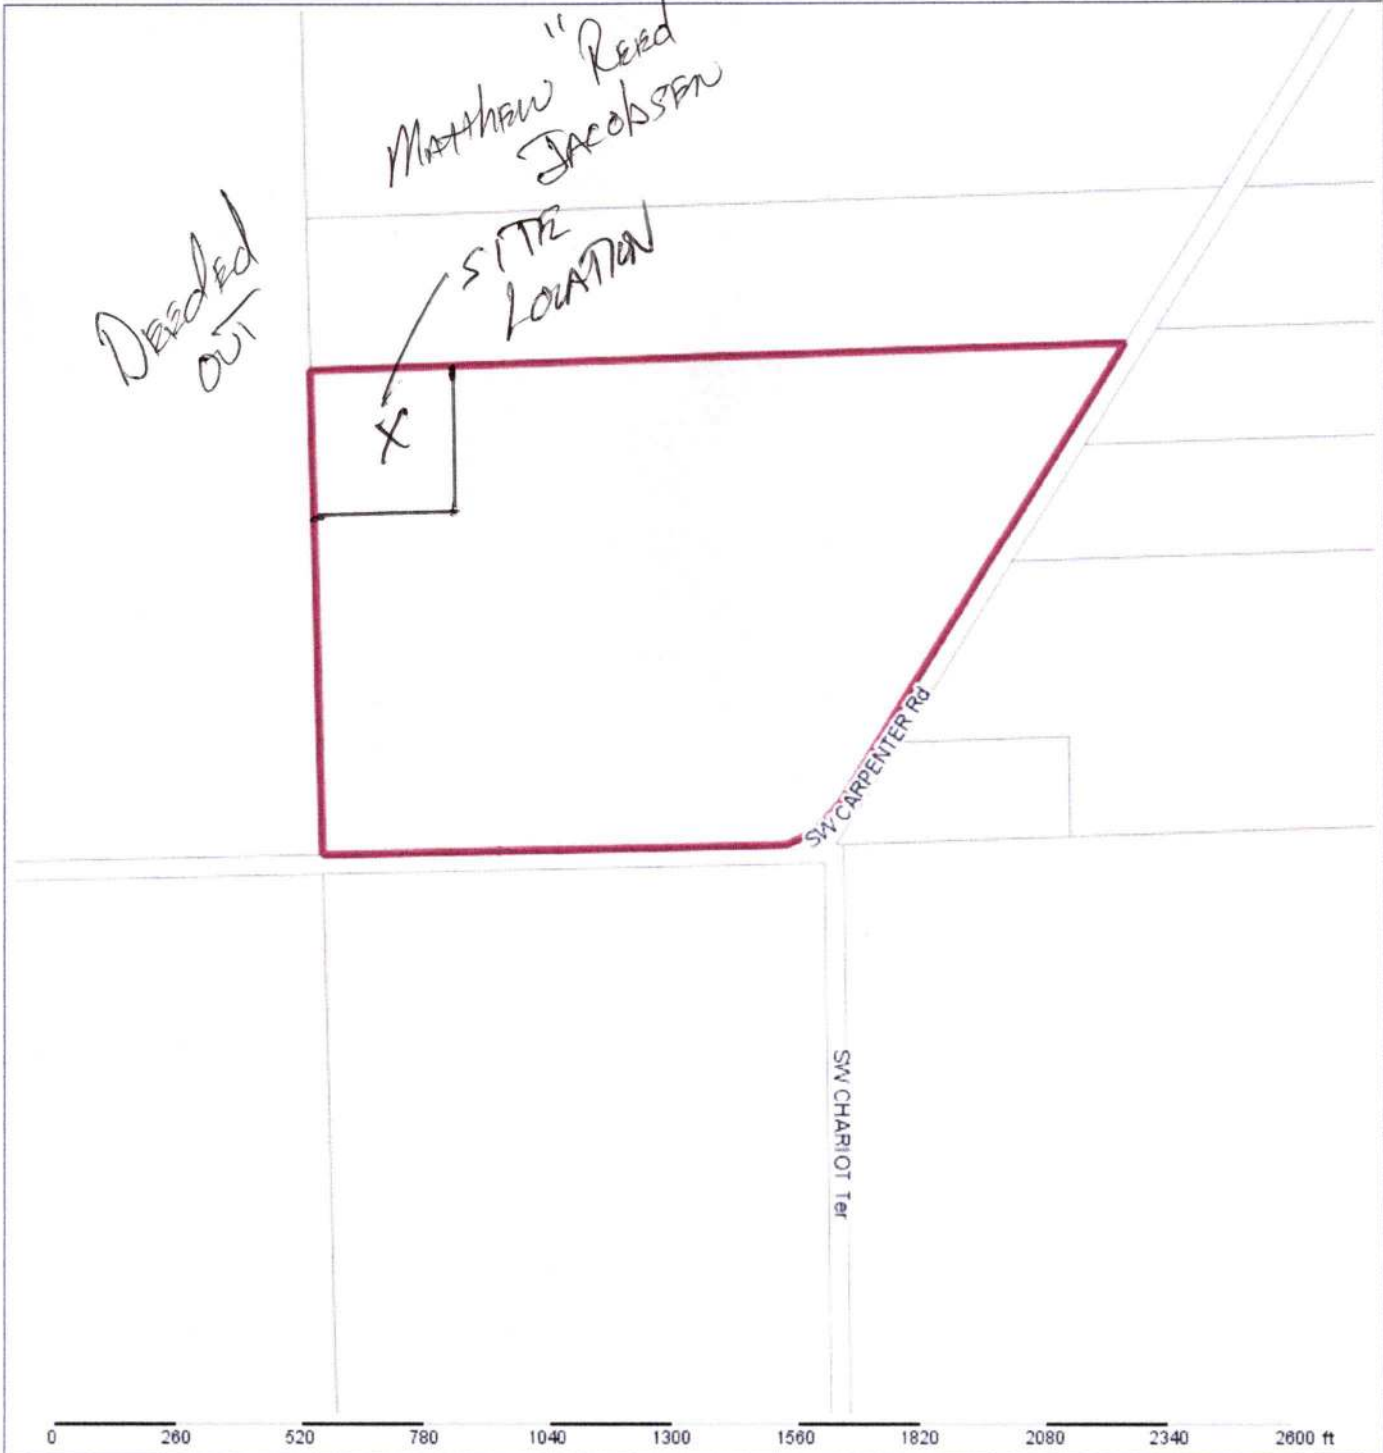 " Reed
Matthew
Jacobsen
Deeded
out
SITE
LOCATION
X
SW CARPENTER Rd
SW CHARIOT Ter
0 260 520 780 1040 1300 1560 1820 2080 2340 2600 ft